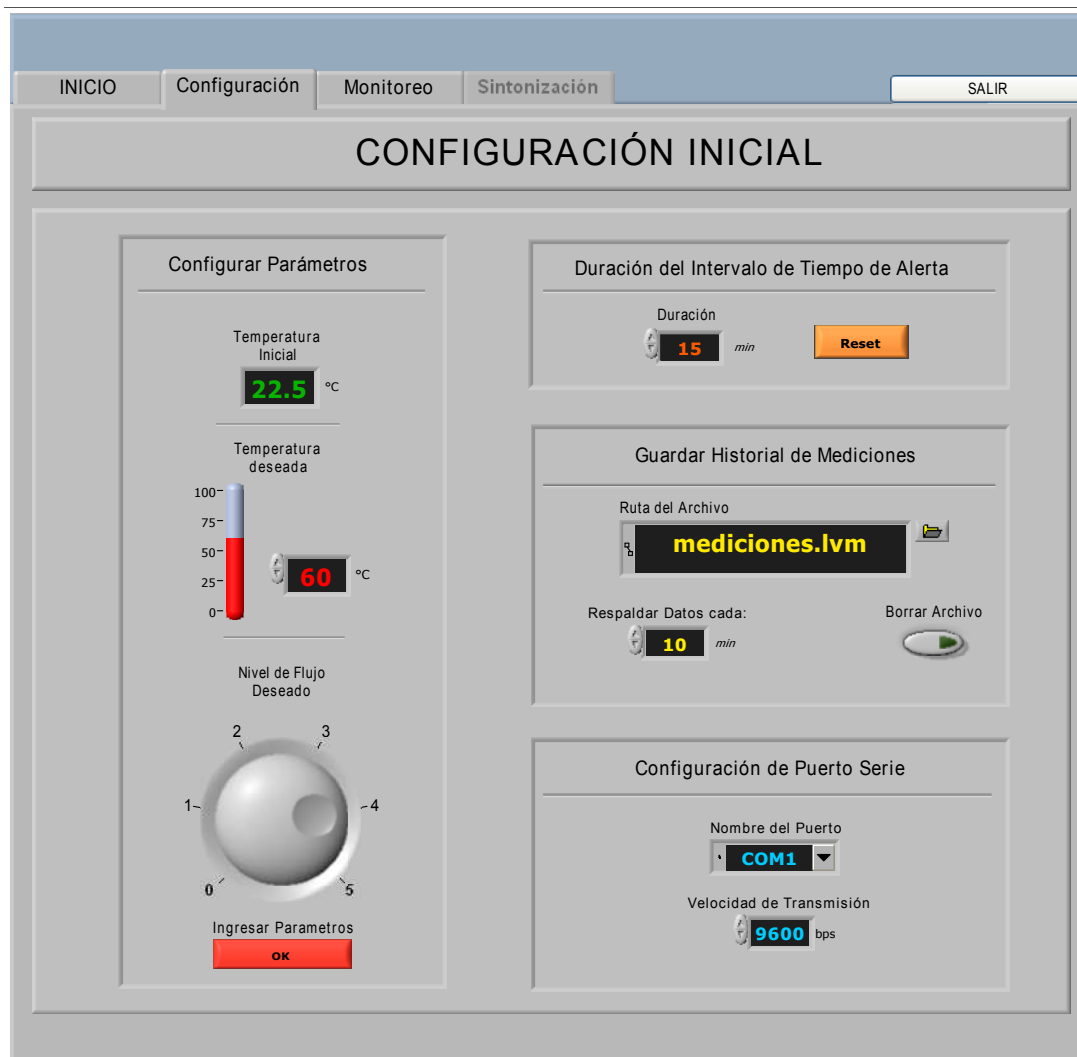 INICIO
Configuración
Monitoreo
Sintonización
SALIR
CONFIGURACIÓN INICIAL
Configurar Parámetros
Temperatura
Inicial
22.5 °C
Temperatura
deseada
100
75
50
25
0
60 °C
Nivel de Flujo
Deseado
2
3
1
4
0
5
Ingresar Parametros
OK
Duración del Intervalo de Tiempo de Alerta
Duración
15 min
Reset
Guardar Historial de Mediciones
Ruta del Archivo
mediciones.lvm
Respaldar Datos cada:
10 min
Borrar Archivo
Configuración de Puerto Serie
Nombre del Puerto
COM1
Velocidad de Transmisión
9600 bps